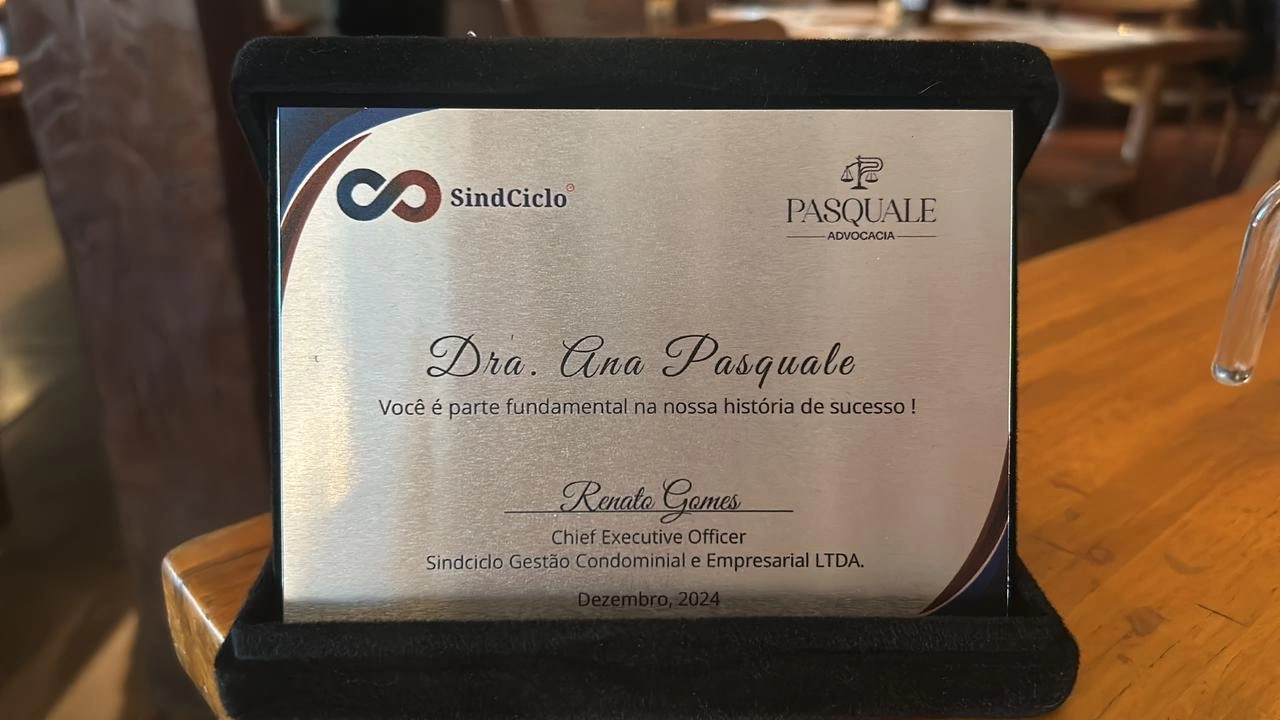 SindCiclo
PASQUALE
ADVOCACIA
Dra. Ana Pasquale
Você é parte fundamental na nossa história de sucesso !
Renato Gomes
Chief Executive Officer
Sindciclo Gestão Condominial e Empresarial LTDA.
Dezembro, 2024